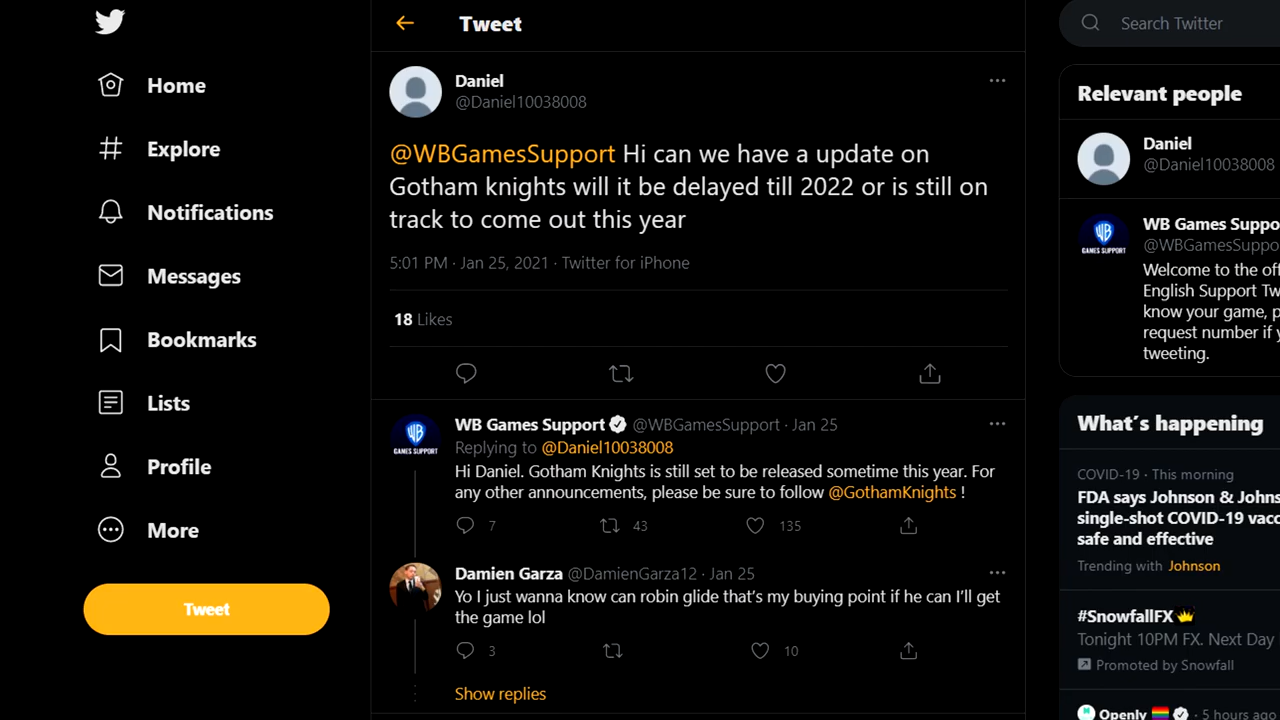 Home
Explore
Notifications
Messages
Bookmarks
Lists
Profile
More
Tweet
Tweet
Daniel
@Daniel10038008
@WBGamesSupport Hi can we have a update on
Gotham knights will it be delayed till 2022 or is still on
track to come out this year
5:01 PM · Jan 25, 2021 · Twitter for iPhone
18 Likes
WB
GAMES SUPPORT
WB Games Support @WBGamesSupport · Jan 25
Replying to @Daniel10038008
Hi Daniel. Gotham Knights is still set to be released sometime this year. For
any other announcements, please be sure to follow @GothamKnights !
7 43 135
Damien Garza @DamienGarza12 · Jan 25
Yo I just wanna know can robin glide that's my buying point if he can I'll get
the game lol
3 10
Show replies
Search Twitter
Relevant people
Daniel
@Daniel10038008
WB
GAMES SUPPORT
WB Games Suppo
@WBGamesSuppo
Welcome to the off
English Support Tw
know your game, p
request number if y
tweeting.
What's happening
COVID-19 · This morning
FDA says Johnson & Johns
single-shot COVID-19 vacc
safe and effective
Trending with Johnson
#SnowfallFX
Tonight 10PM FX. Next Day
Promoted by Snowfall
Openly · 5 hours ago